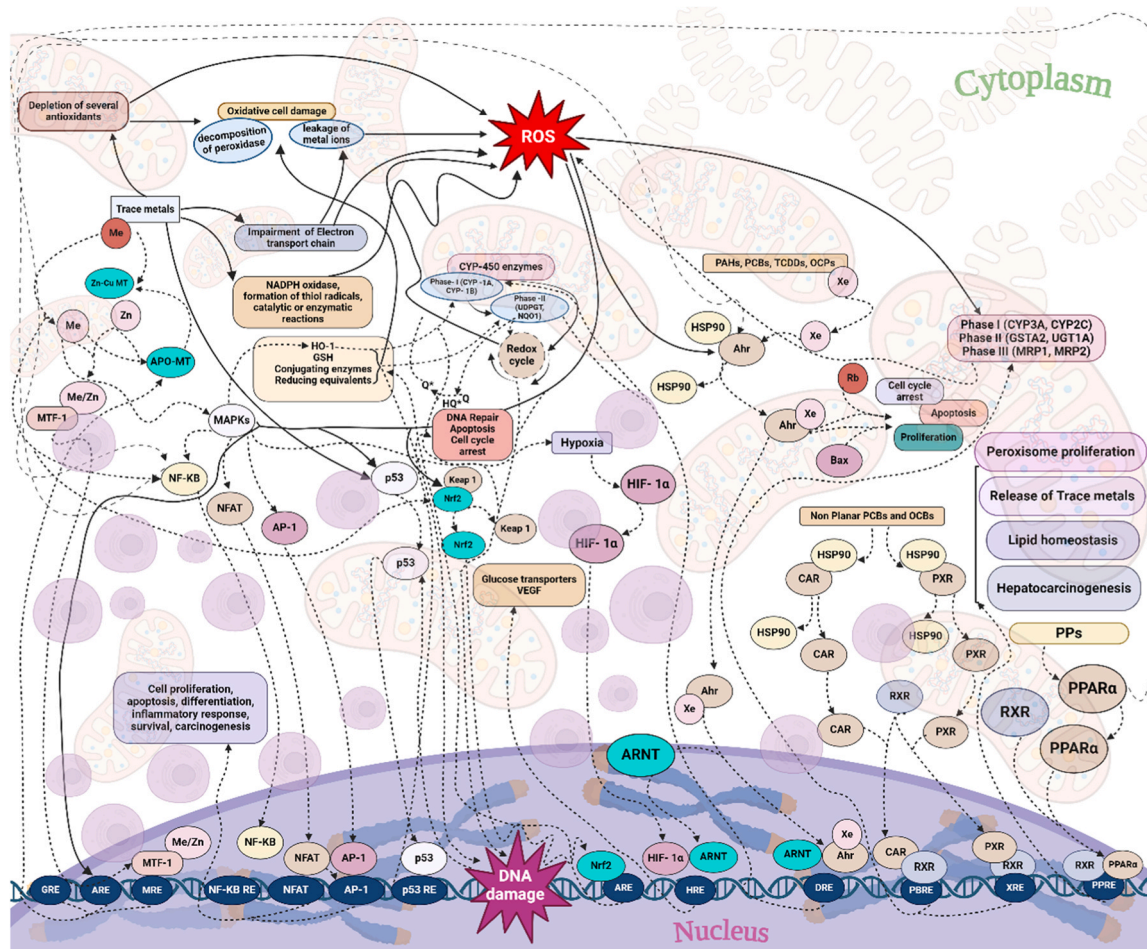 Cytoplasm
Depletion of several
antioxidants
Oxidative cell damage
decomposition
of peroxidase
leakage of
metal ions
ROS
Trace metals
Me
Impairment of Electron
transport chain
Zn-Cu MT
Zn
Me
APO-MT
Me/Zn
MTF-1
NADPH oxidase,
formation of thiol radicals,
catalytic or enzymatic
reactions
CYP-450 enzymes
Phase- I (CYP -1A,
CYP- 1B)
Phase -II
(UDPGT,
NQO1)
HO-1
GSH
Conjugating enzymes
Reducing equivalents
Redox
cycle
Q*
HQ*Q
DNA Repair
Apoptosis
Cell cycle
arrest
MAPKs
NF-KB
NFAT
AP-1
p53
Keap 1
Nrf2
Keap 1
Nrf2
p53
Hypoxia
HIF- 1α
HIF- 1α
Glucose transporters
VEGF
PAHs, PCBs, TCDDs, OCPs
Xe
HSP90
Ahr
Xe
HSP90
Phase I (CYP3A, CYP2C)
Phase II (GSTA2, UGT1A)
Phase III (MRP1, MRP2)
Rb
Cell cycle
arrest
Apoptosis
Xe
Ahr
Proliferation
Bax
Peroxisome proliferation
Release of Trace metals
Lipid homeostasis
Hepatocarcinogenesis
Non Planar PCBs and OCBs
HSP90
CAR
HSP90
PXR
HSP90
CAR
HSP90
PXR
PPs
PPARα
RXR
RXR
CAR
PXR
PPARα
Cell proliferation,
apoptosis, differentiation,
inflammatory response,
survival, carcinogenesis
Ahr
Xe
ARNT
Me/Zn
MTF-1
NF-KB
NFAT
AP-1
p53
Nrf2
HIF- 1α
ARNT
ARNT
Xe
Ahr
CAR
RXR
PXR
RXR
RXR
PPARα
GRE
ARE
MRE
NF-KB RE
NFAT
AP-1
p53 RE
DNA
damage
ARE
HRE
DRE
PBRE
XRE
PPRE
Nucleus